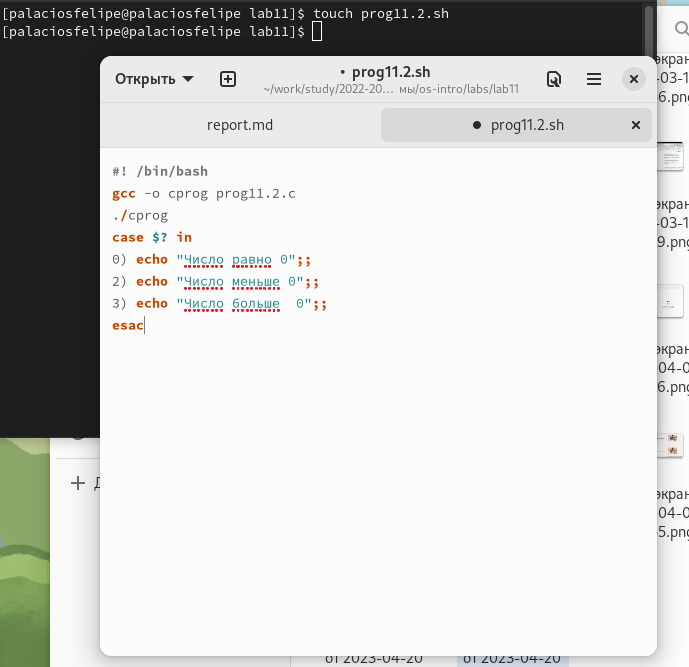 [palaciosfelipe@palaciosfelipe lab11]$ touch prog11.2.sh
[palaciosfelipe@palaciosfelipe lab11]$
Открыть
• prog11.2.sh
~/work/study/2022-20… мы/os-intro/labs/lab11
report.md
● prog11.2.sh
#! /bin/bash
gcc -o cprog prog11.2.c
./cprog
case $? in
0) echo "Число равно 0";;
2) echo "Число меньше 0";;
3) echo "Число больше  0";;
esac
экран
-03-1
6.png
экран
-03-1
9.png
экран
-04-0
6.png
экран
-04-0
5.png
от 2023-04-20
от 2023-04-20